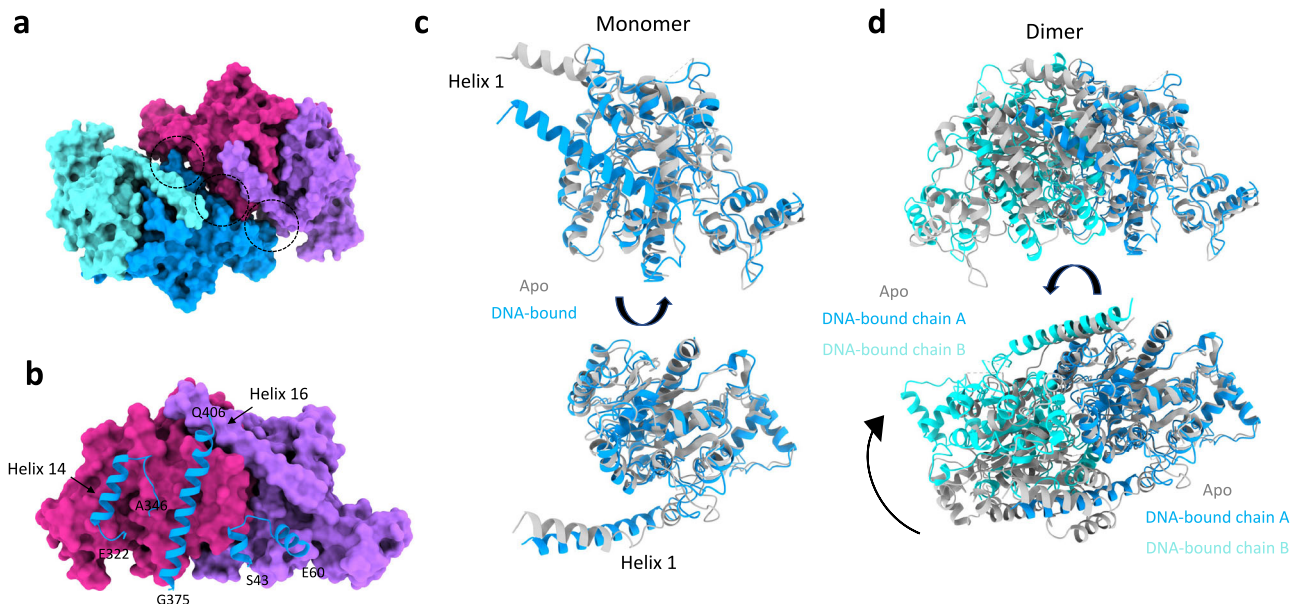 a
b
Q406
Helix 16
Helix 14
A346
E322
S43
E60
G375
c
Monomer
Helix 1
Apo
DNA-bound
Helix 1
d
Dimer
Apo
DNA-bound chain A
DNA-bound chain B
Apo
DNA-bound chain A
DNA-bound chain B